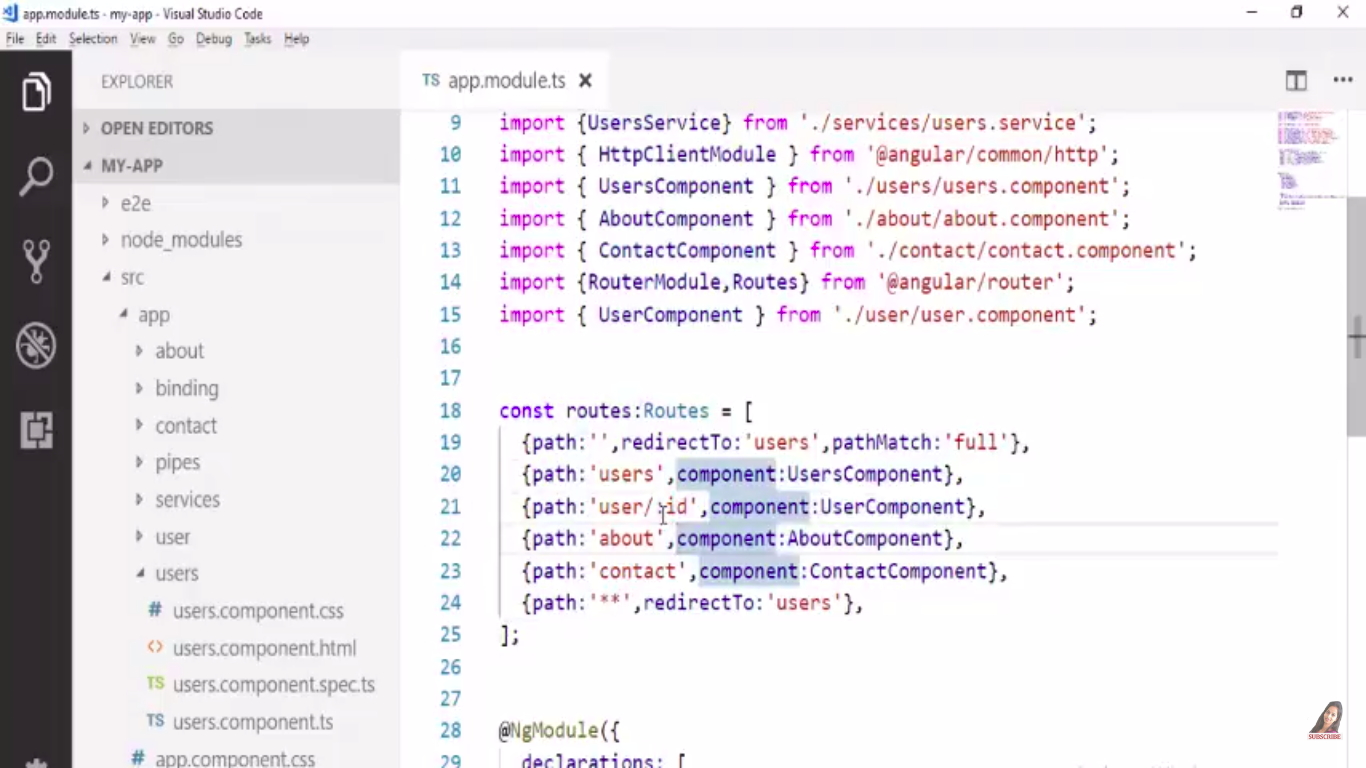 app.module.ts - my-app - Visual Studio Code
File Edit Selection View Go Debug Tasks Help
EXPLORER
OPEN EDITORS
MY-APP
e2e
node_modules
src
app
about
binding
contact
pipes
services
user
users
# users.component.css
<> users.component.html
TS users.component.spec.ts
TS users.component.ts
# app.component.css
TS app.module.ts
9 import {UsersService} from './services/users.service';
10 import { HttpClientModule } from '@angular/common/http';
11 import { UsersComponent } from './users/users.component';
12 import { AboutComponent } from './about/about.component';
13 import { ContactComponent } from './contact/contact.component';
14 import {RouterModule,Routes} from '@angular/router';
15 import { UserComponent } from './user/user.component';
16
17
18 const routes:Routes = [
19 {path:'',redirectTo:'users',pathMatch:'full'},
20 {path:'users',component:UsersComponent},
21 {path:'user/:id',component:UserComponent},
22 {path:'about',component:AboutComponent},
23 {path:'contact',component:ContactComponent},
24 {path:'**',redirectTo:'users'},
25 ];
26
27
28 @NgModule({
29 declarations: [
SUBSCRIBE